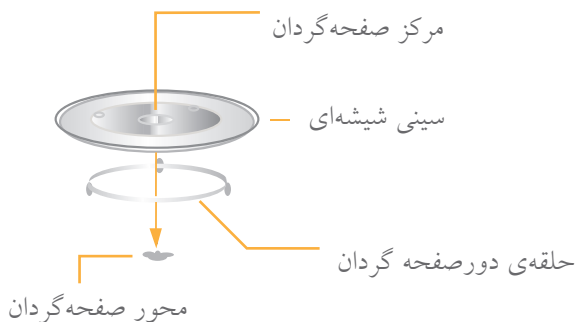 مرکز صفحه‌گردان
سینی شیشه‌ای
حلقه‌ی دورصفحه گردان
محور صفحه‌گردان